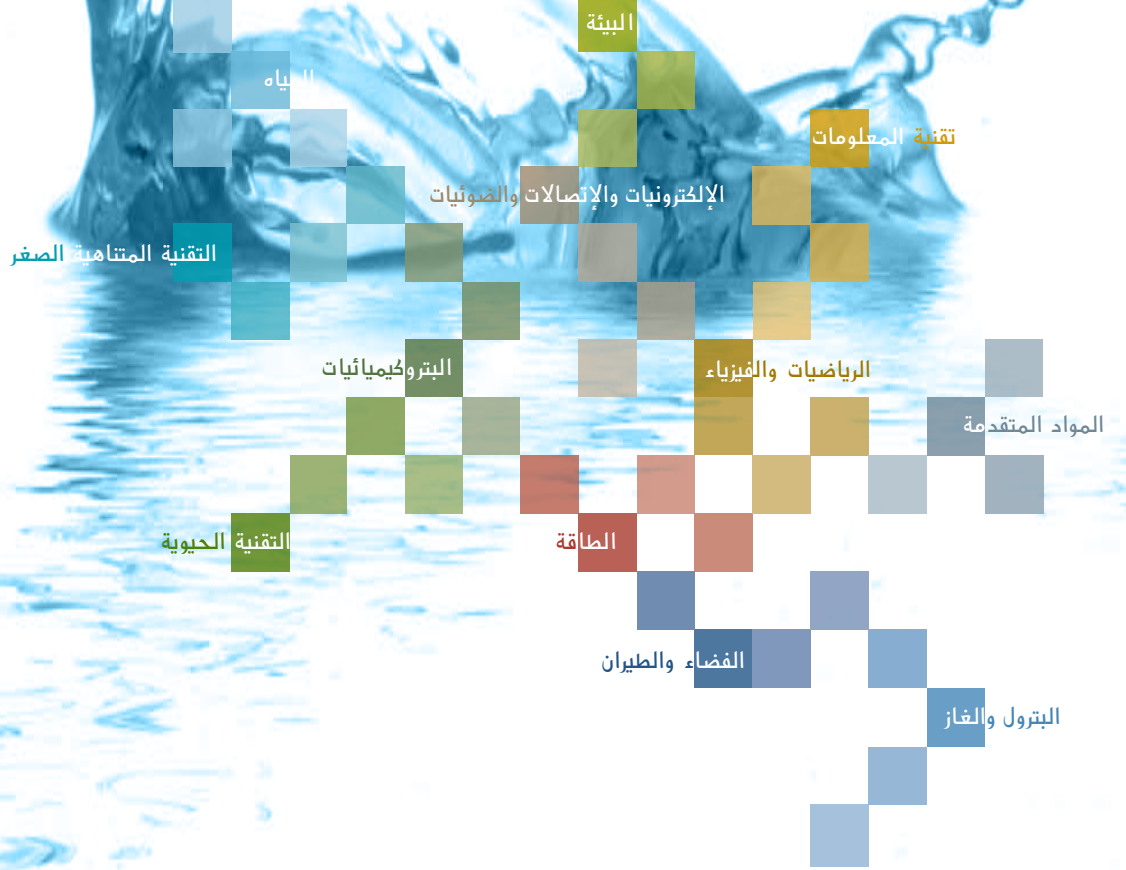 البيئة
المياه
تقنية المعلومات
الإلكترونيات والإتصالات والضوئيات
التقنية المتناهية الصغر
البتروكيميائيات
الرياضيات والفيزياء
المواد المتقدمة
التقنية الحيوية
الطاقة
الفضاء والطيران
البترول والغاز